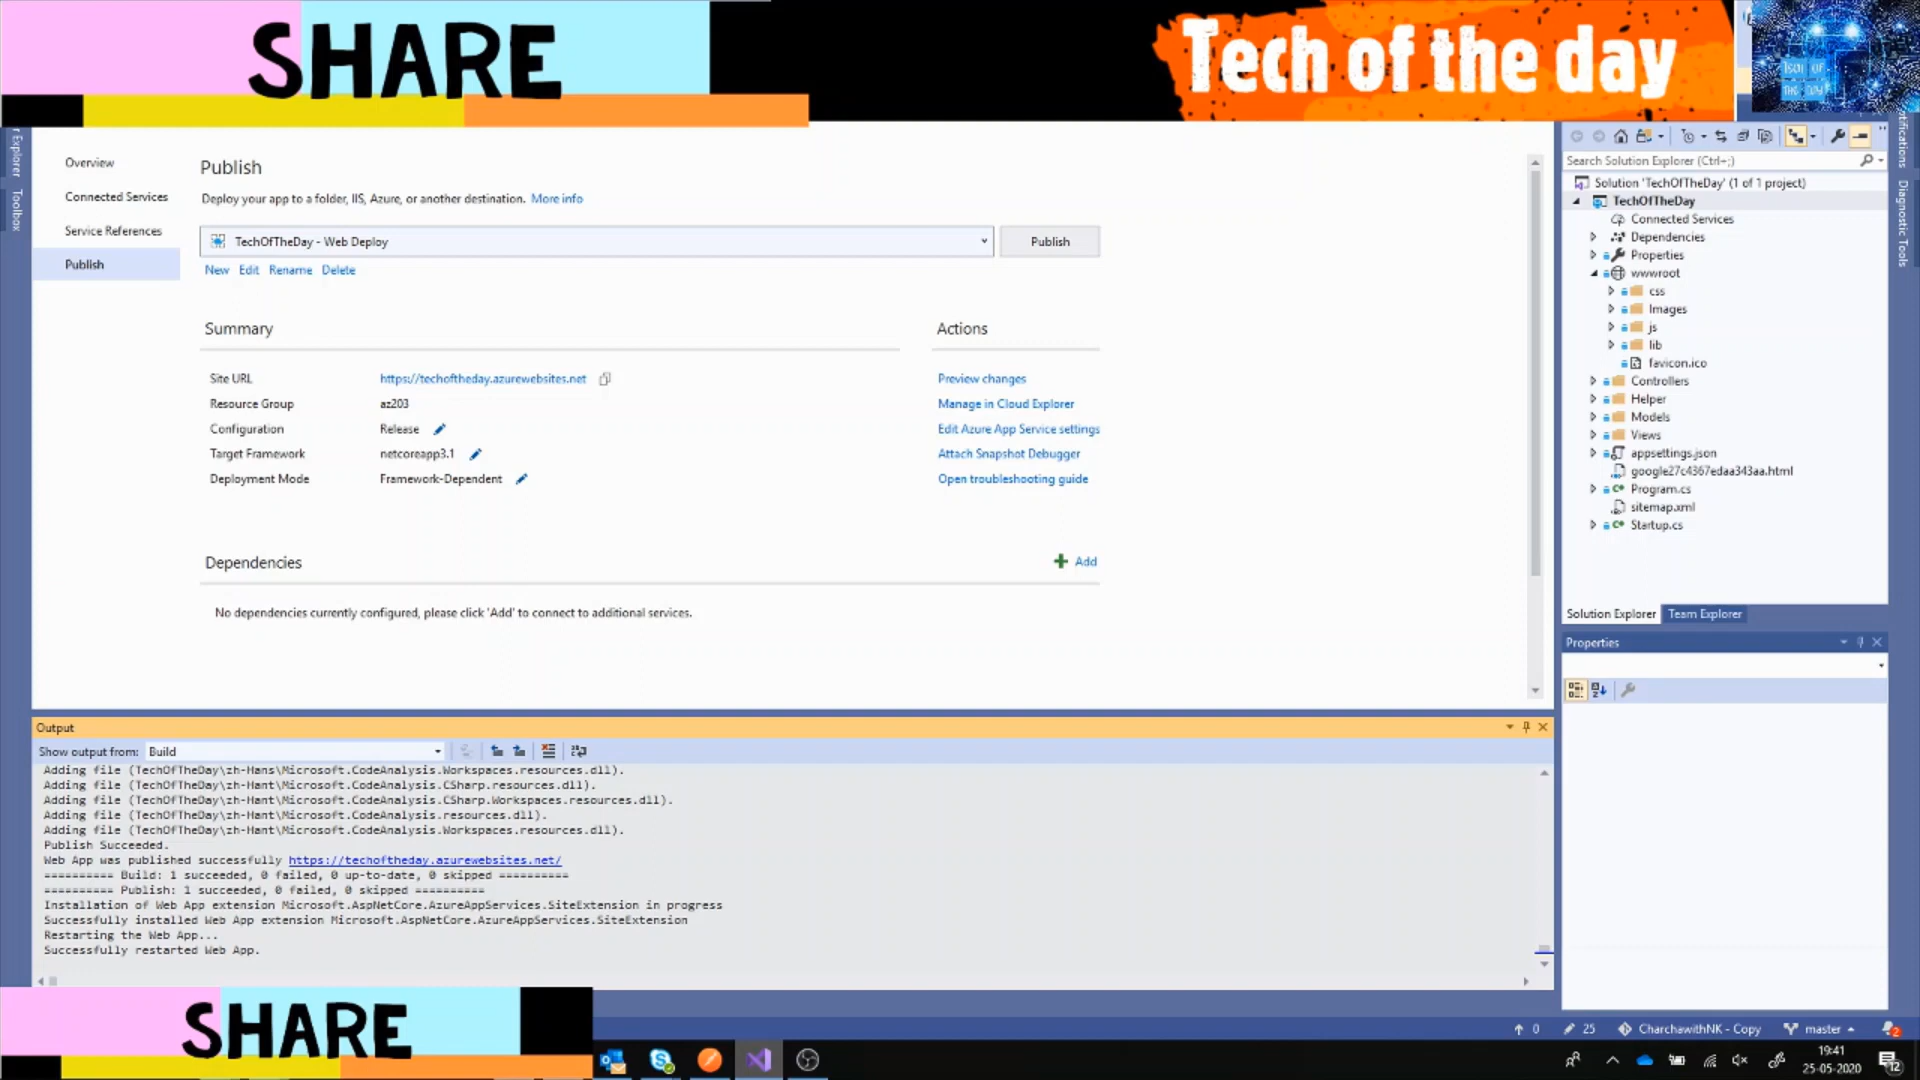 SHARE
Tech of the day
Tech of
the day
r Explorer
Toolbox
Overview
Connected Services
Service References
Publish
Publish
Deploy your app to a folder, IIS, Azure, or another destination. More info
TechOfTheDay - Web Deploy
Publish
New Edit Rename Delete
Summary
Site URL https://techoftheday.azurewebsites.net
Resource Group az203
Configuration Release
Target Framework netcoreapp3.1
Deployment Mode Framework-Dependent
Actions
Preview changes
Manage in Cloud Explorer
Edit Azure App Service settings
Attach Snapshot Debugger
Open troubleshooting guide
Dependencies
Add
No dependencies currently configured, please click 'Add' to connect to additional services.
Search Solution Explorer (Ctrl+;)
Solution 'TechOfTheDay' (1 of 1 project)
TechOfTheDay
Connected Services
Dependencies
Properties
wwwroot
css
Images
js
lib
favicon.ico
Controllers
Helper
Models
Views
appsettings.json
google27c4367edaa343aa.html
Program.cs
sitemap.xml
Startup.cs
Solution Explorer Team Explorer
Properties
otifications
Diagnostic Tools
Output
Show output from: Build
Adding file (TechOfTheDay\zh-Hans\Microsoft.CodeAnalysis.Workspaces.resources.dll).
Adding file (TechOfTheDay\zh-Hant\Microsoft.CodeAnalysis.CSharp.resources.dll).
Adding file (TechOfTheDay\zh-Hant\Microsoft.CodeAnalysis.CSharp.Workspaces.resources.dll).
Adding file (TechOfTheDay\zh-Hant\Microsoft.CodeAnalysis.resources.dll).
Adding file (TechOfTheDay\zh-Hant\Microsoft.CodeAnalysis.Workspaces.resources.dll).
Publish Succeeded.
Web App was published successfully https://techoftheday.azurewebsites.net/
========== Build: 1 succeeded, 0 failed, 0 up-to-date, 0 skipped ==========
========== Publish: 1 succeeded, 0 failed, 0 skipped ==========
Installation of Web App extension Microsoft.AspNetCore.AzureAppServices.SiteExtension in progress
Successfully installed Web App extension Microsoft.AspNetCore.AzureAppServices.SiteExtension
Restarting the Web App...
Successfully restarted Web App.
SHARE
0 25 CharchawithNK - Copy master 2
19:41
25-05-2020
12